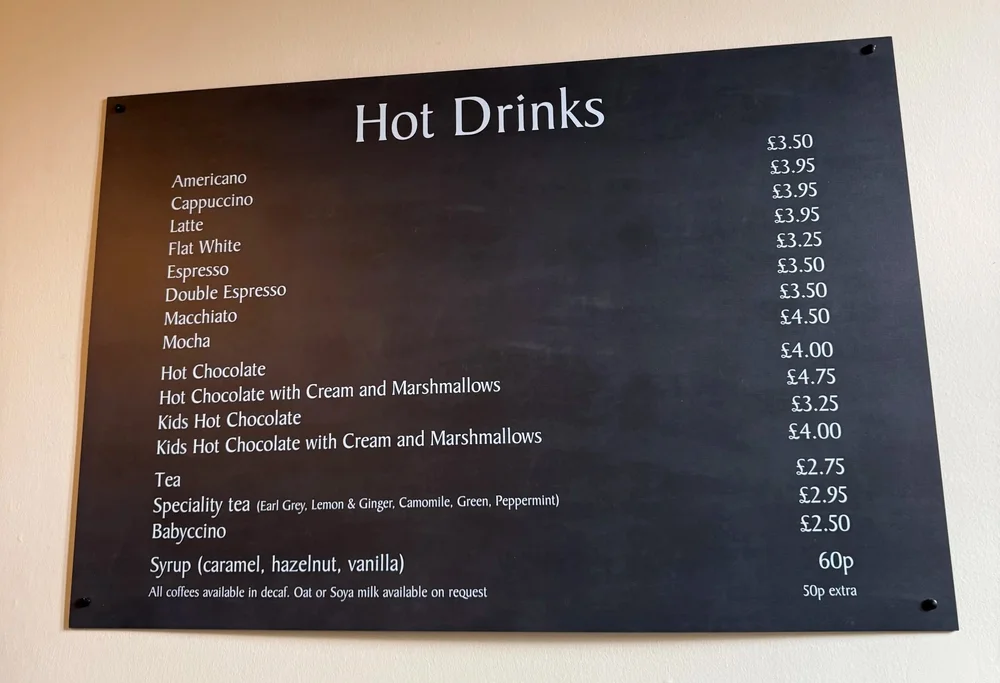 Hot Drinks
Americano £3.50
Cappuccino £3.95
Latte £3.95
Flat White £3.95
Espresso £3.25
Double Espresso £3.50
Macchiato £3.50
Mocha £4.50
Hot Chocolate £4.00
Hot Chocolate with Cream and Marshmallows £4.75
Kids Hot Chocolate £3.25
Kids Hot Chocolate with Cream and Marshmallows £4.00
Tea £2.75
Speciality tea (Earl Grey, Lemon & Ginger, Camomile, Green, Peppermint) £2.95
Babyccino £2.50
Syrup (caramel, hazelnut, vanilla) 60p
All coffees available in decaf. Oat or Soya milk available on request 50p extra